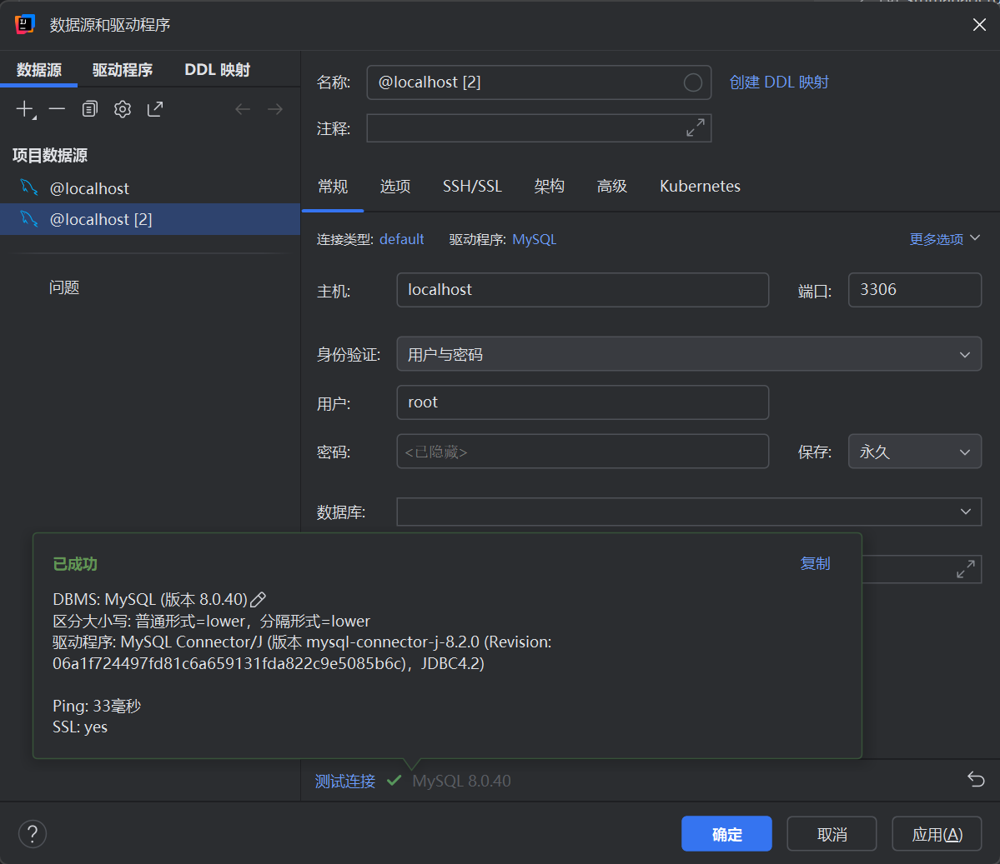 数据源和驱动程序
数据源 驱动程序 DDL 映射
项目数据源
@localhost
@localhost [2]
问题
名称: @localhost [2] 创建 DDL 映射
注释:
常规 选项 SSH/SSL 架构 高级 Kubernetes
连接类型: default 驱动程序: MySQL 更多选项
主机: localhost 端口: 3306
身份验证: 用户与密码
用户: root
密码: <已隐藏> 保存: 永久
数据库:
已成功 复制
DBMS: MySQL (版本 8.0.40)
区分大小写: 普通形式=lower，分隔形式=lower
驱动程序: MySQL Connector/J (版本 mysql-connector-j-8.2.0 (Revision:
06a1f724497fd81c6a659131fda822c9e5085b6c)，JDBC4.2)
Ping: 33毫秒
SSL: yes
测试连接 MySQL 8.0.40
? 确定 取消 应用(A)